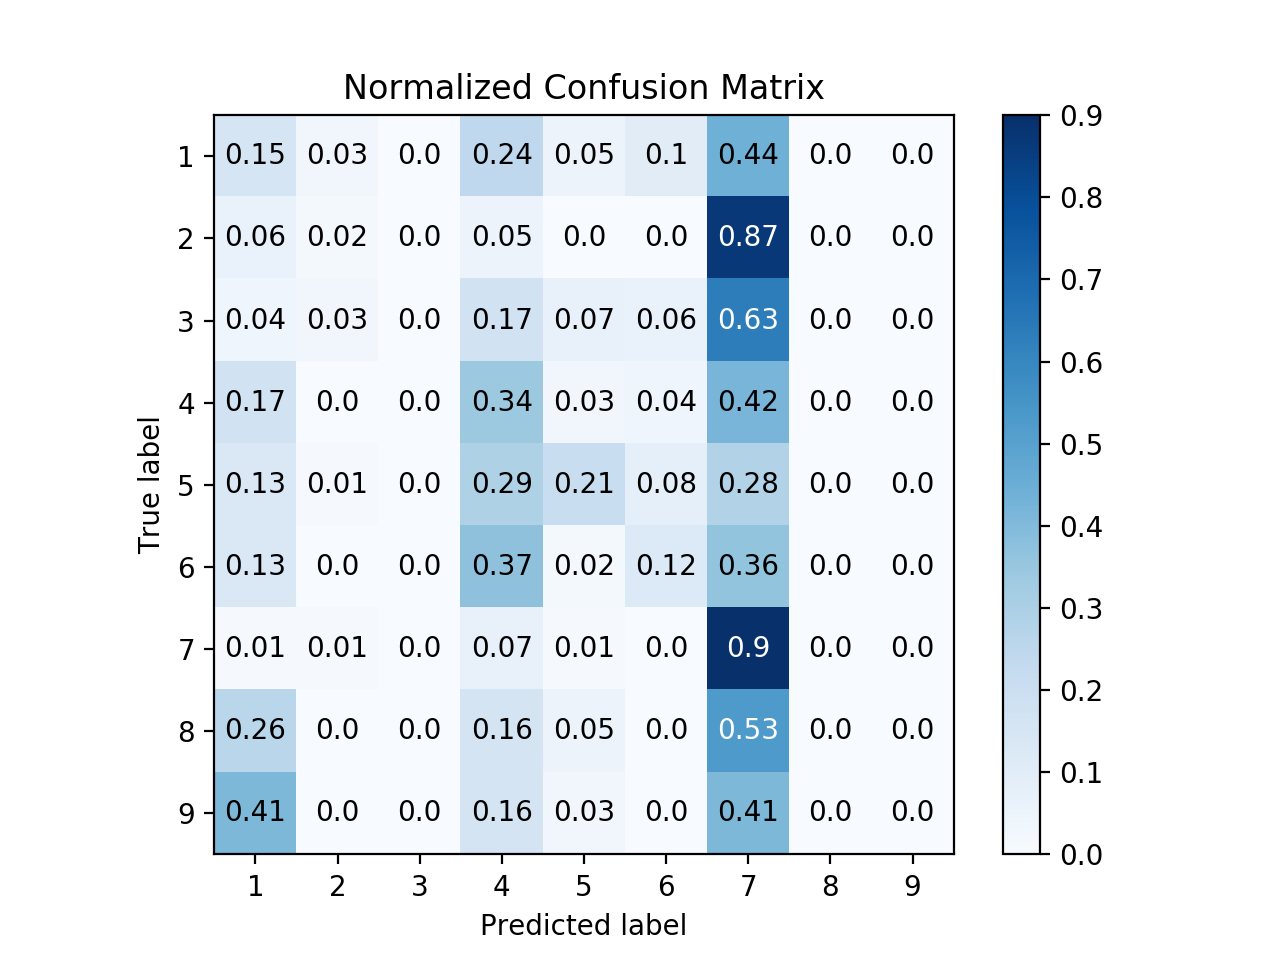 Normalized Confusion Matrix
1 0.15 0.03 0.0 0.24 0.05 0.1 0.44 0.0 0.0
2 0.06 0.02 0.0 0.05 0.0 0.0 0.87 0.0 0.0
3 0.04 0.03 0.0 0.17 0.07 0.06 0.63 0.0 0.0
4 0.17 0.0 0.0 0.34 0.03 0.04 0.42 0.0 0.0
5 0.13 0.01 0.0 0.29 0.21 0.08 0.28 0.0 0.0
6 0.13 0.0 0.0 0.37 0.02 0.12 0.36 0.0 0.0
7 0.01 0.01 0.0 0.07 0.01 0.0 0.9 0.0 0.0
8 0.26 0.0 0.0 0.16 0.05 0.0 0.53 0.0 0.0
9 0.41 0.0 0.0 0.16 0.03 0.0 0.41 0.0 0.0
1 2 3 4 5 6 7 8 9
Predicted label
True label
0.9
0.8
0.7
0.6
0.5
0.4
0.3
0.2
0.1
0.0